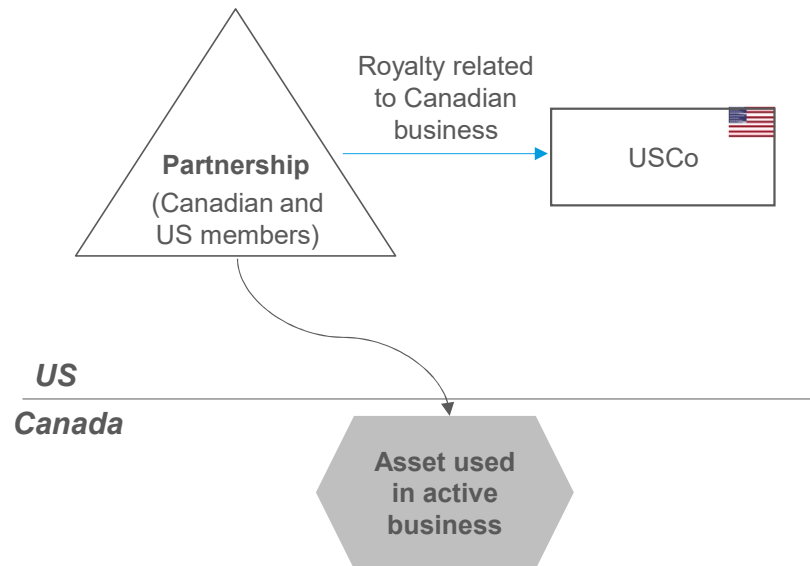 Royalty related
to Canadian
business
Partnership
(Canadian and
US members)
USCo
US
Canada
Asset used
in active
business